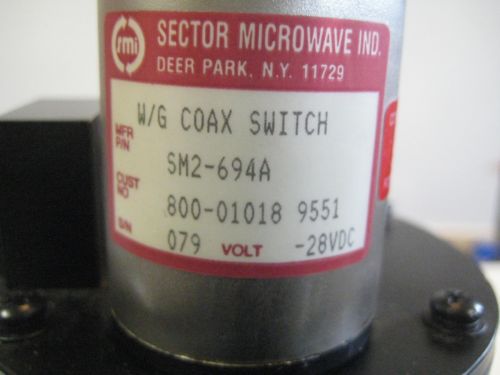 smi
SECTOR MICROWAVE IND.
DEER PARK, N.Y. 11729
W/G COAX SWITCH
MFR P/N SM2-694A
CUST NO 800-01018 9551
S/N 079 VOLT -28VDC